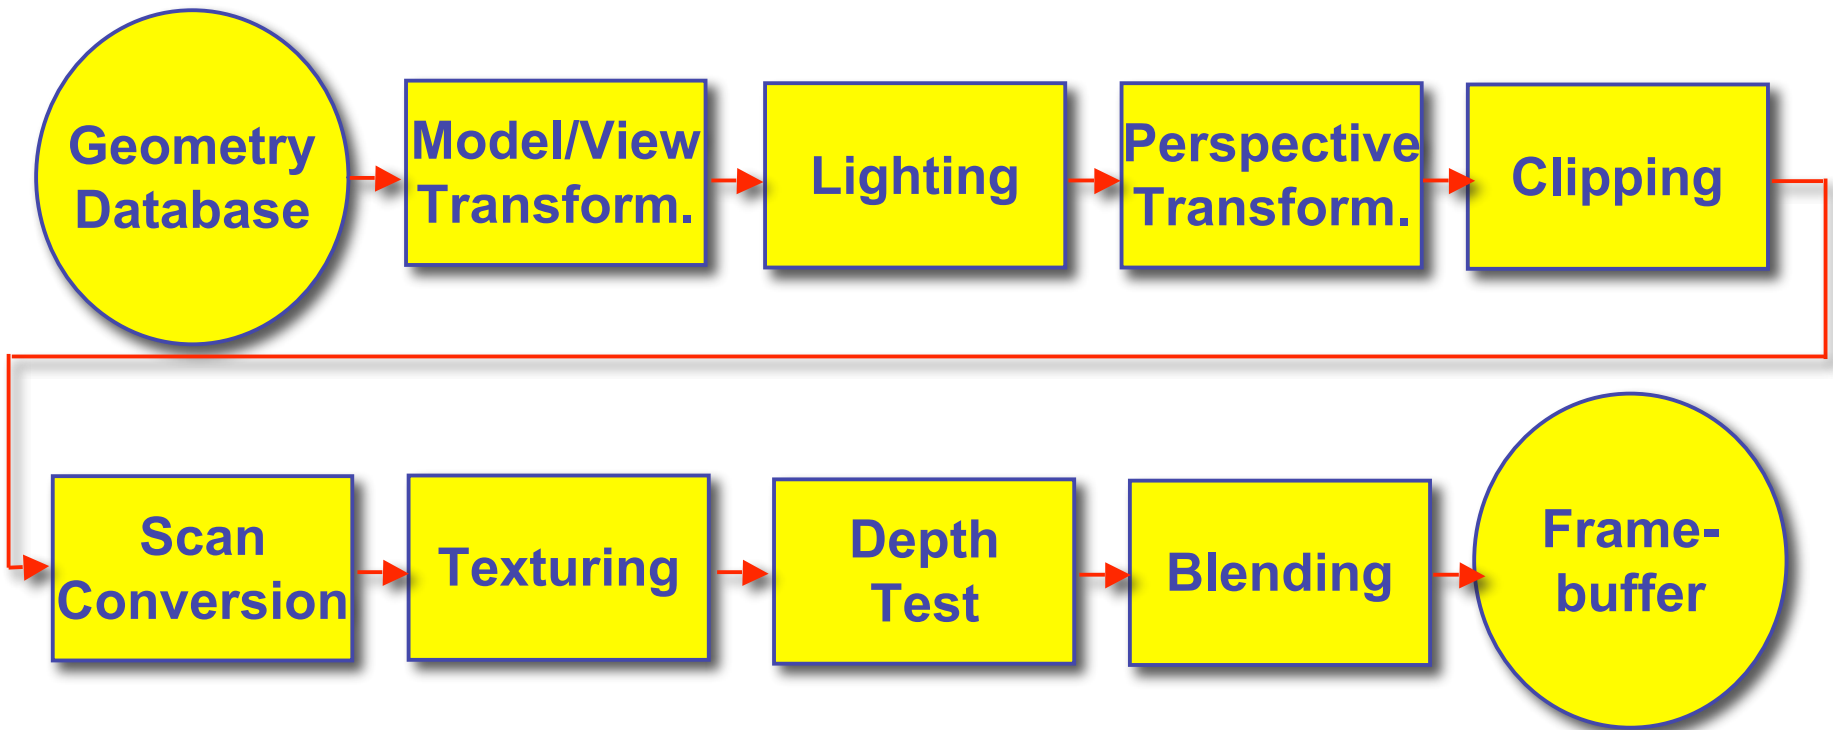 Geometry
Database
Model/View
Transform.
Lighting
Perspective
Transform.
Clipping
Scan
Conversion
Texturing
Depth
Test
Blending
Frame-
buffer